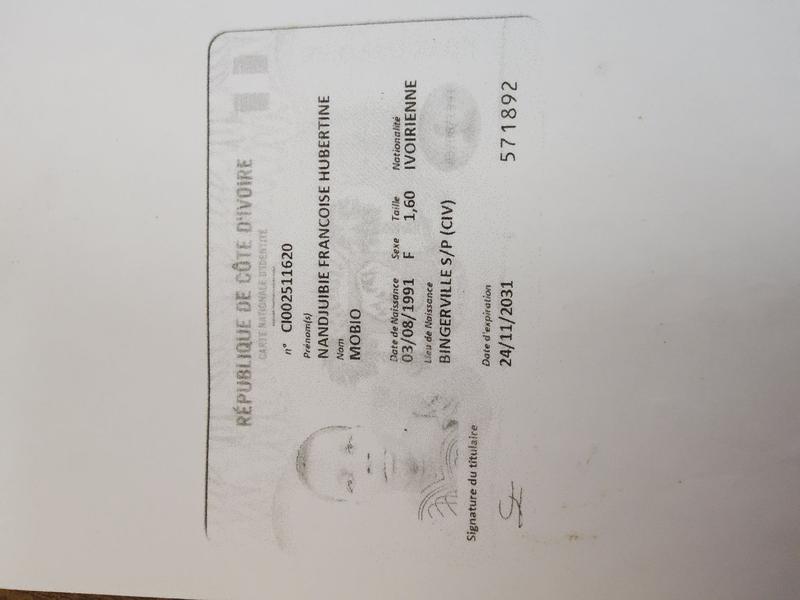 RÉPUBLIQUE DE CÔTE D'IVOIRE
CARTE NATIONALE D'IDENTITÉ
n° CI002511620
Prénom(s)
NANDJUIBIE FRANCOISE HUBERTINE
Nom
MOBIO
Date de Naissance Sexe Taille Nationalité
03/08/1991 F 1,60 IVOIRIENNE
Lieu de Naissance
BINGERVILLE S/P (CIV)
Signature du titulaire
Date d'expiration
24/11/2031
571892